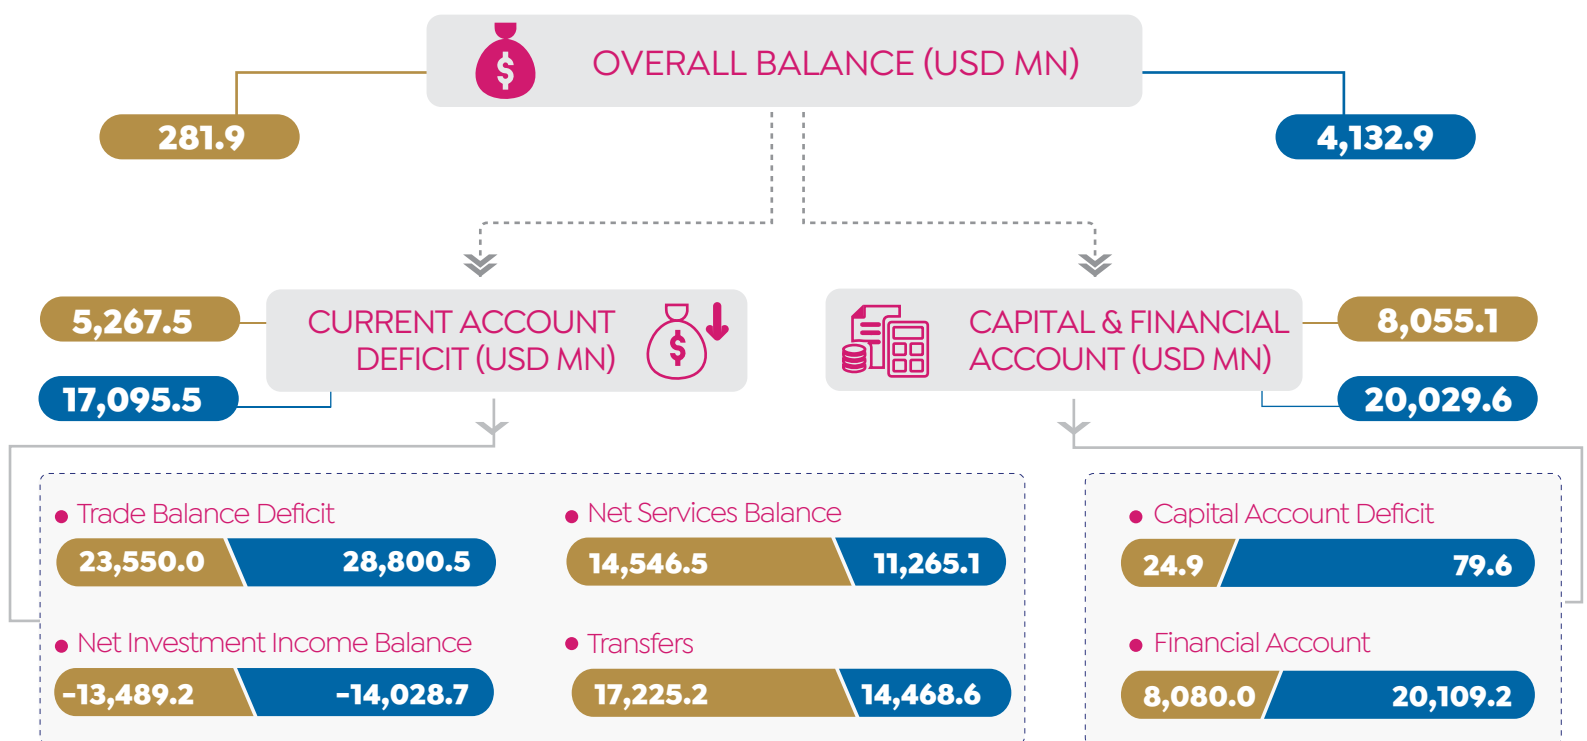 $ OVERALL BALANCE (USD MN)
281.9
4,132.9
5,267.5
17,095.5
CURRENT ACCOUNT
DEFICIT (USD MN)
$
CAPITAL & FINANCIAL
ACCOUNT (USD MN)
8,055.1
20,029.6
Trade Balance Deficit
23,550.0 28,800.5
Net Services Balance
14,546.5 11,265.1
Net Investment Income Balance
-13,489.2 -14,028.7
Transfers
17,225.2 14,468.6
Capital Account Deficit
24.9 79.6
Financial Account
8,080.0 20,109.2